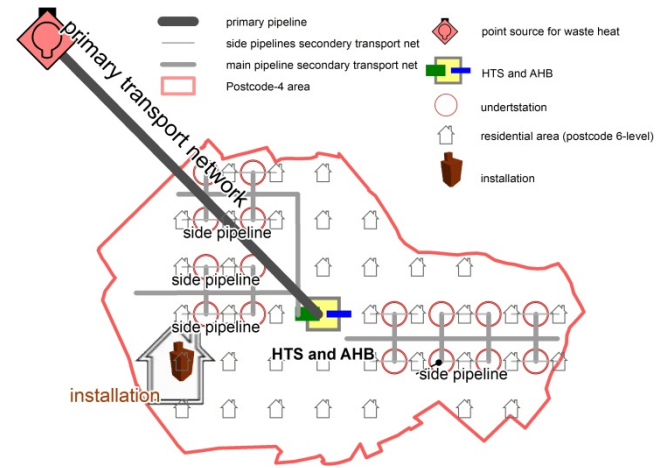 primary pipeline
side pipelines secondery transport net
main pipeline secondary transport net
Postcode-4 area
point source for waste heat
HTS and AHB
undertstation
residential area (postcode 6-level)
installation
primary transport network
side pipeline
side pipeline
side pipeline
HTS and AHB
side pipeline
installation